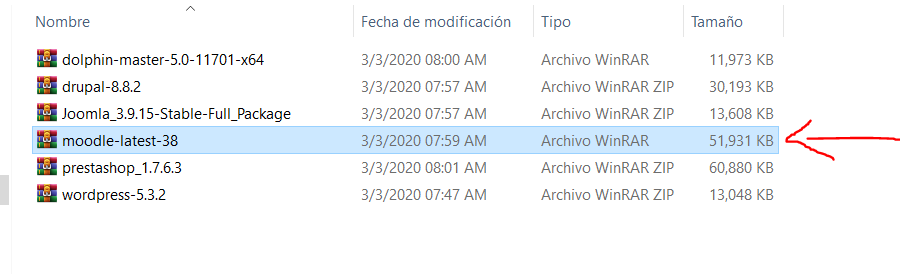 Nombre Fecha de modificación Tipo Tamaño
dolphin-master-5.0-11701-x64 3/3/2020 08:00 AM Archivo WinRAR 11,973 KB
drupal-8.8.2 3/3/2020 07:57 AM Archivo WinRAR ZIP 30,193 KB
Joomla_3.9.15-Stable-Full_Package 3/3/2020 07:57 AM Archivo WinRAR ZIP 13,608 KB
moodle-latest-38 3/3/2020 07:59 AM Archivo WinRAR 51,931 KB
prestashop_1.7.6.3 3/3/2020 08:01 AM Archivo WinRAR ZIP 60,880 KB
wordpress-5.3.2 3/3/2020 07:47 AM Archivo WinRAR ZIP 13,048 KB